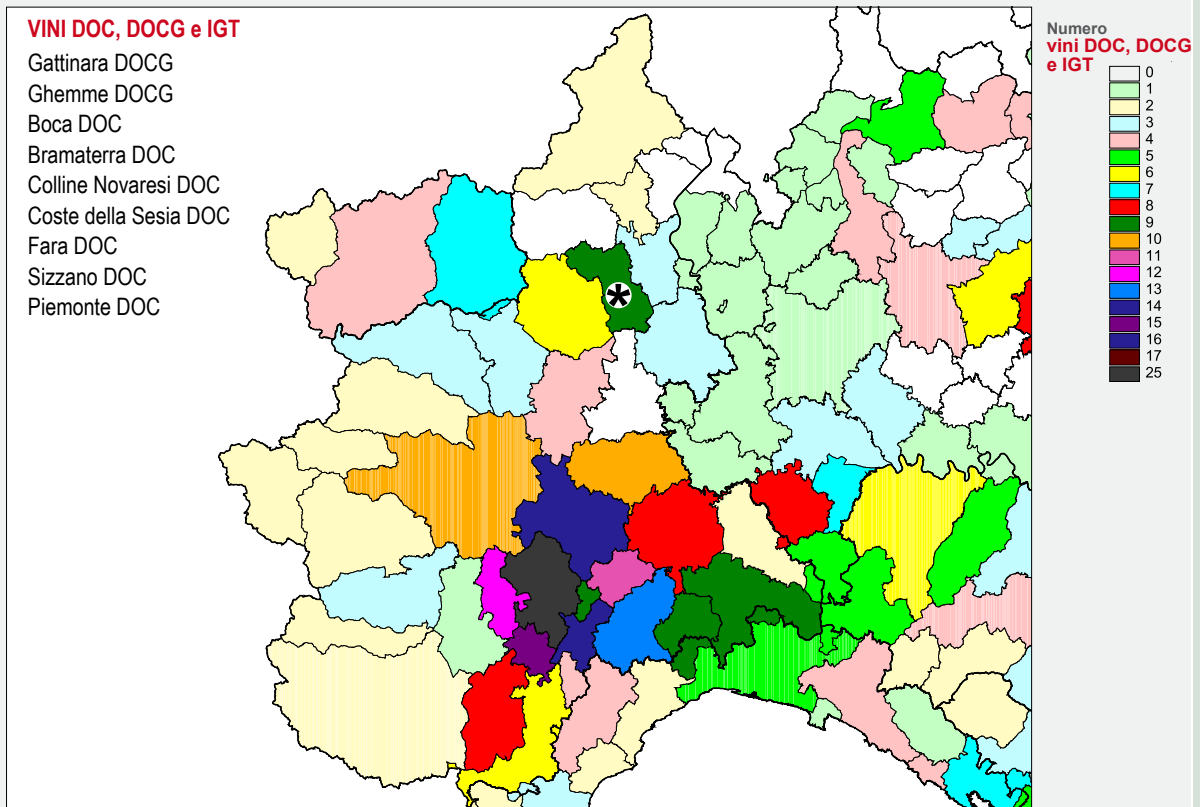 VINI DOC, DOCG e IGT
Gattinara DOCG
Ghemme DOCG
Boca DOC
Bramaterra DOC
Colline Novaresi DOC
Coste della Sesia DOC
Fara DOC
Sizzano DOC
Piemonte DOC
*
Numero
vini DOC, DOCG
e IGT
0
1
2
3
4
5
6
7
8
9
10
11
12
13
14
15
16
17
25